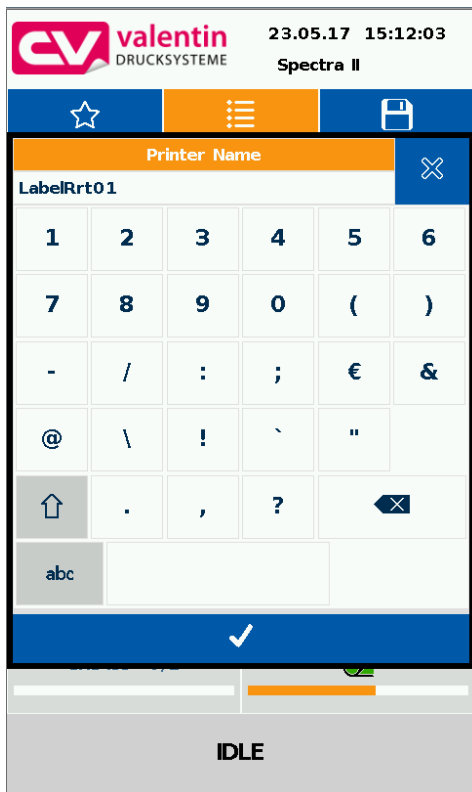 CV valentin
DRUCKSYSTEME
23.05.17 15:12:03
Spectra II
Printer Name
LabelRrt01
1 2 3 4 5 6
7 8 9 0 ( )
- / : ; € &
@ \ ! ` "
. , ?
abc
IDLE